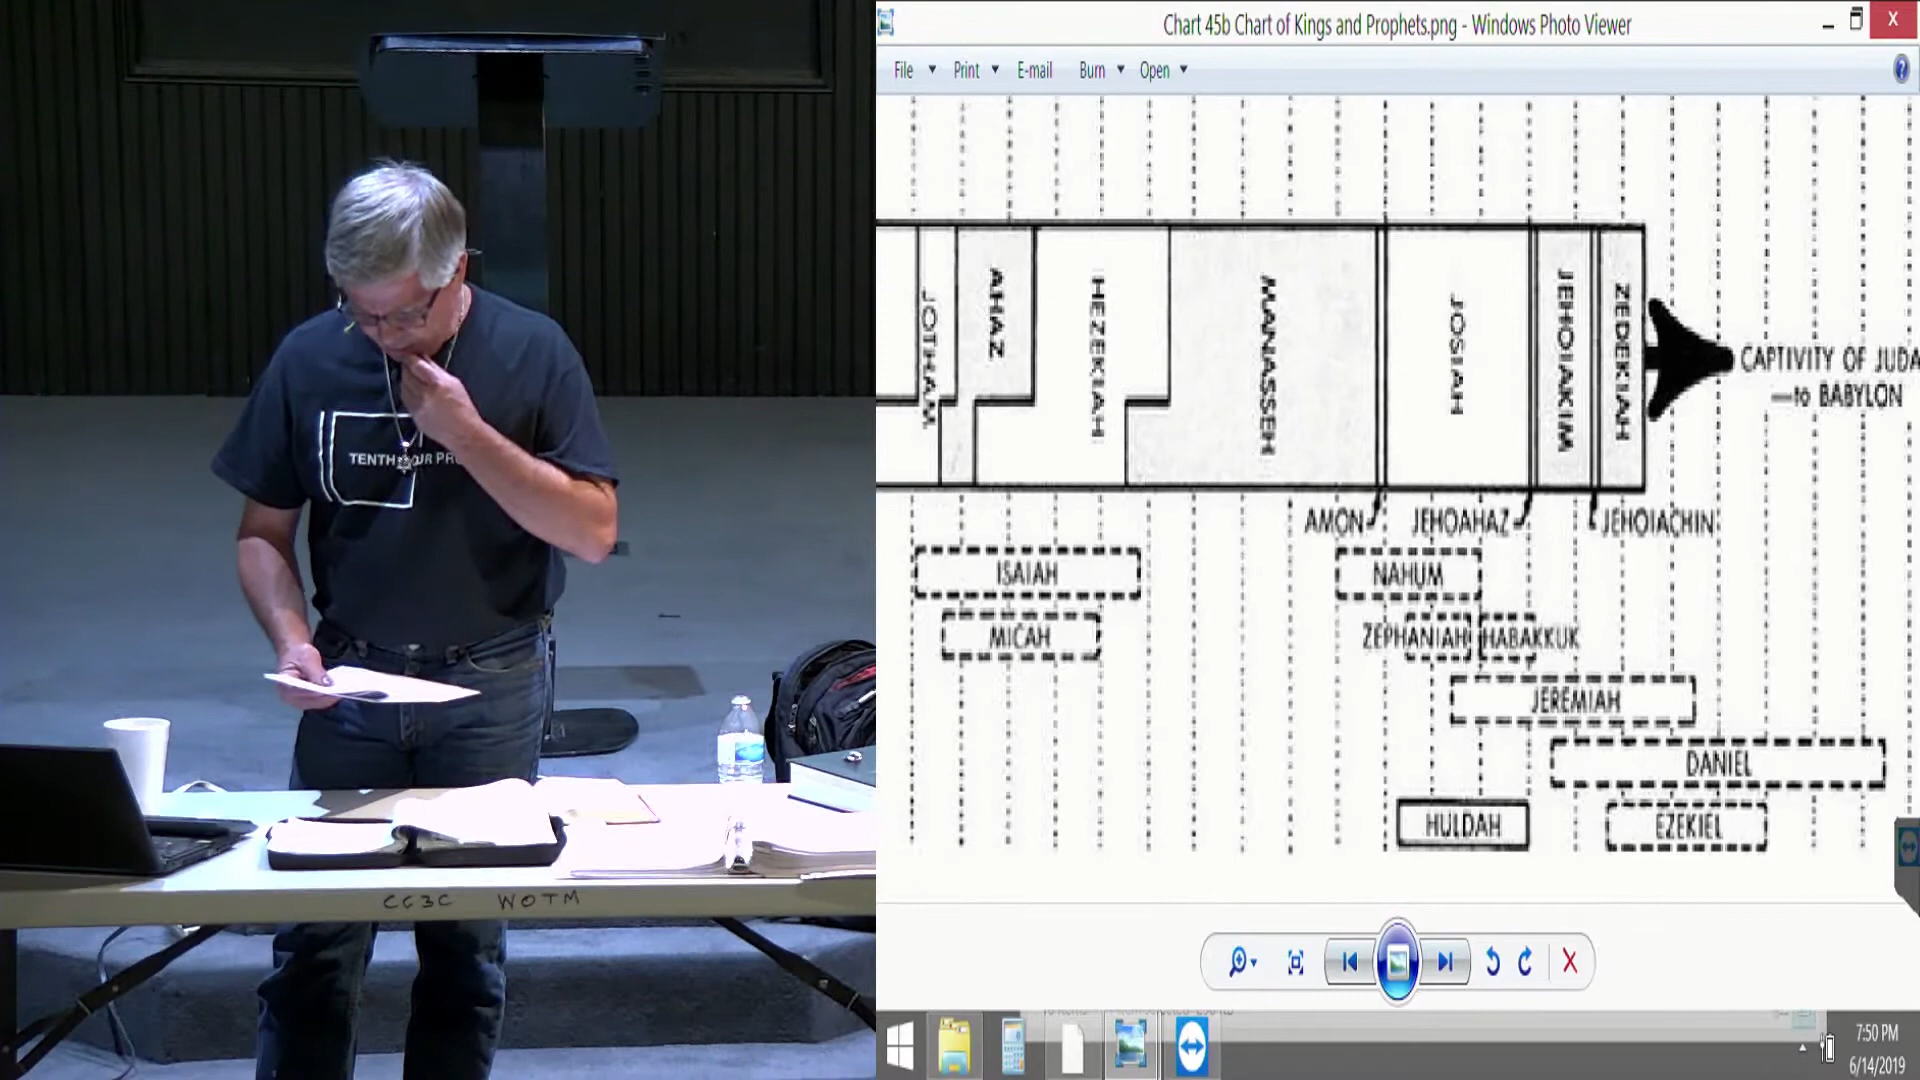 Chart 45b Chart of Kings and Prophets.png - Windows Photo Viewer
File Print E-mail Burn Open
JOTHAM
AHAZ
HEZEKIAH
MANASSEH
JOSIAH
JEHOIAKIM
ZEDEKIAH
CAPTIVITY OF JUDA
—to BABYLON
AMON
JEHOAHAZ
JEHOIACHIN
ISAIAH
NAHUM
MICAH
ZEPHANIAH
HABAKKUK
JEREMIAH
DANIEL
HULDAH
EZEKIEL
7:50 PM
6/14/2019
TENTH
CC3C WOTM